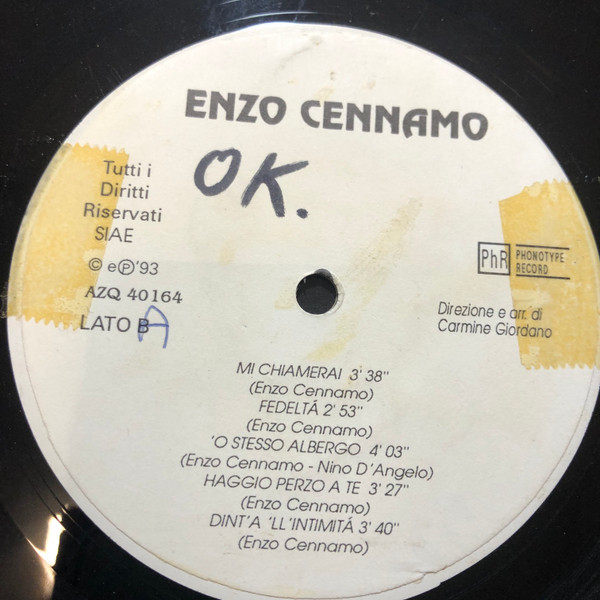 ENZO CENNAMO
OK.
Tutti i
Diritti
Riservati
SIAE
© e℗'93
AZQ 40164
LATO B A
PhR PHONOTYPE
RECORD
Direzione e arr. di
Carmine Giordano
MI CHIAMERAI 3' 38"
(Enzo Cennamo)
FEDELTÁ 2' 53"
(Enzo Cennamo)
'O STESSO ALBERGO 4' 03"
(Enzo Cennamo - Nino D'Angelo)
HAGGIO PERZO A TE 3' 27"
(Enzo Cennamo)
DINT'A 'LL'INTIMITÁ 3' 40"
(Enzo Cennamo)